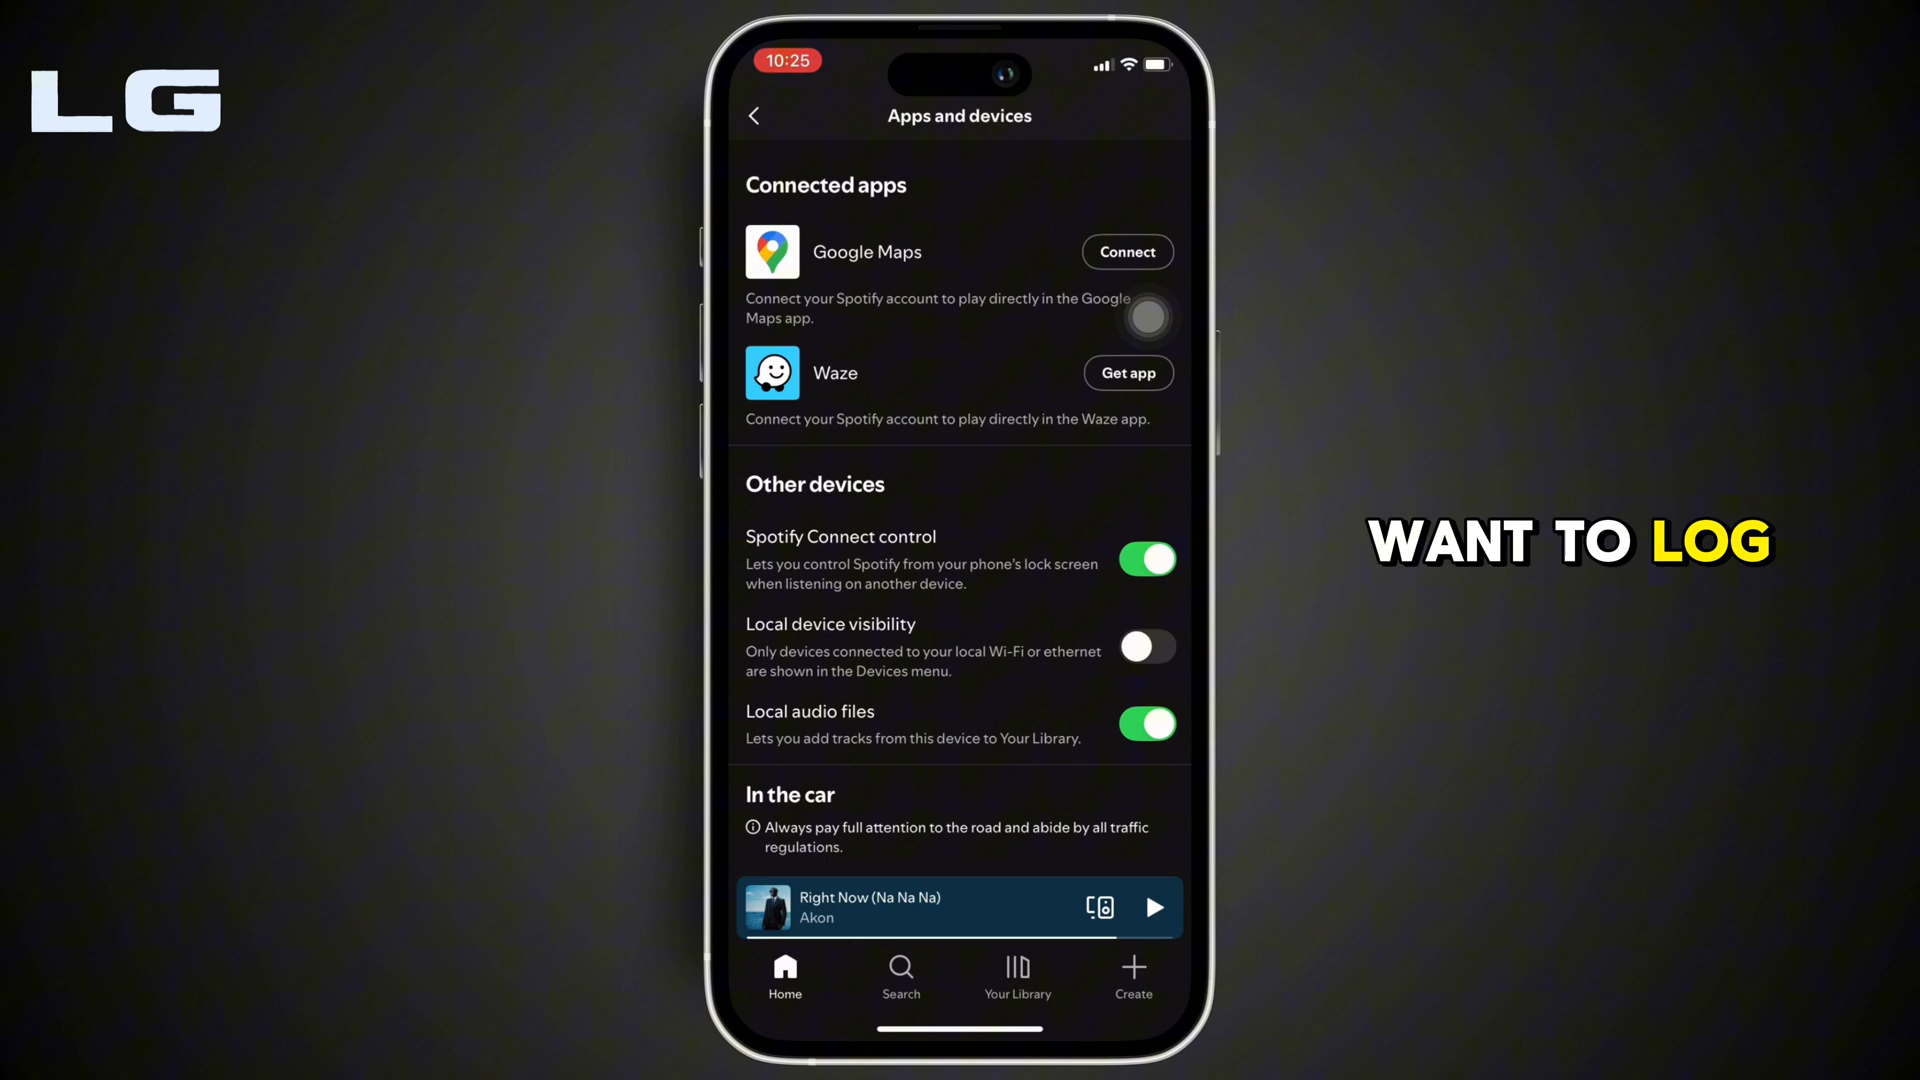 LG
10:25
Apps and devices
Connected apps
Google Maps
Connect
Connect your Spotify account to play directly in the Google
Maps app.
Waze
Get app
Connect your Spotify account to play directly in the Waze app.
Other devices
Spotify Connect control
Lets you control Spotify from your phone's lock screen
when listening on another device.
Local device visibility
Only devices connected to your local Wi-Fi or ethernet
are shown in the Devices menu.
Local audio files
Lets you add tracks from this device to Your Library.
In the car
Always pay full attention to the road and abide by all traffic
regulations.
Right Now (Na Na Na)
Akon
Home
Search
Your Library
Create
WANT TO LOG